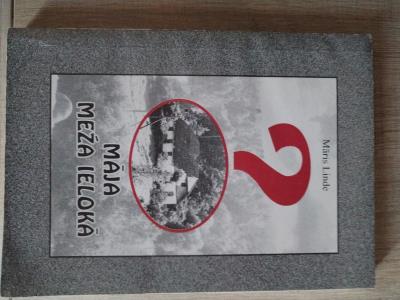 Māris Linde
?
MĀJA
MEŽA IELOKĀ